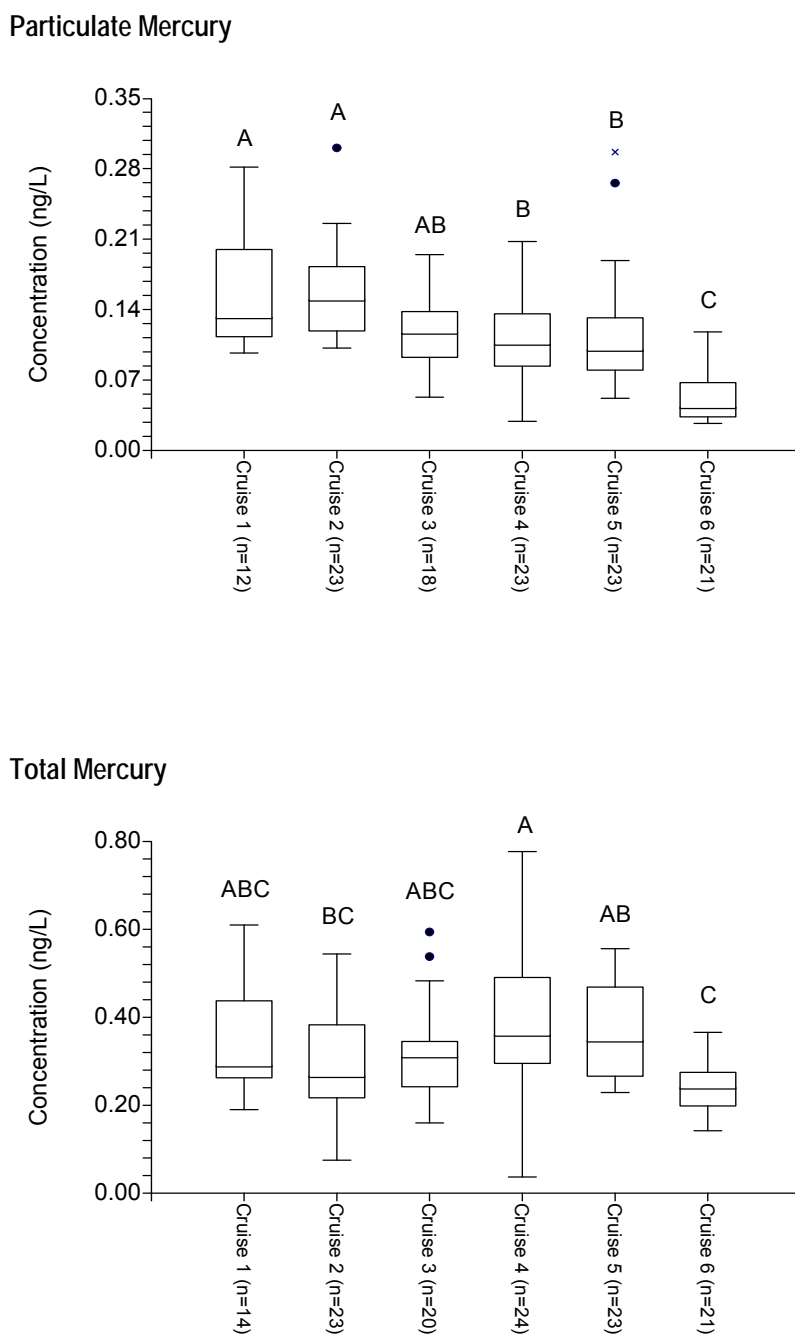 Particulate Mercury
0.35
0.28
0.21
0.14
0.07
0.00
Concentration (ng/L)
A
A
AB
B
B
C
Cruise 1 (n=12)
Cruise 2 (n=23)
Cruise 3 (n=18)
Cruise 4 (n=23)
Cruise 5 (n=23)
Cruise 6 (n=21)
Total Mercury
0.80
0.60
0.40
0.20
0.00
Concentration (ng/L)
ABC
BC
ABC
A
AB
C
Cruise 1 (n=14)
Cruise 2 (n=23)
Cruise 3 (n=20)
Cruise 4 (n=24)
Cruise 5 (n=23)
Cruise 6 (n=21)